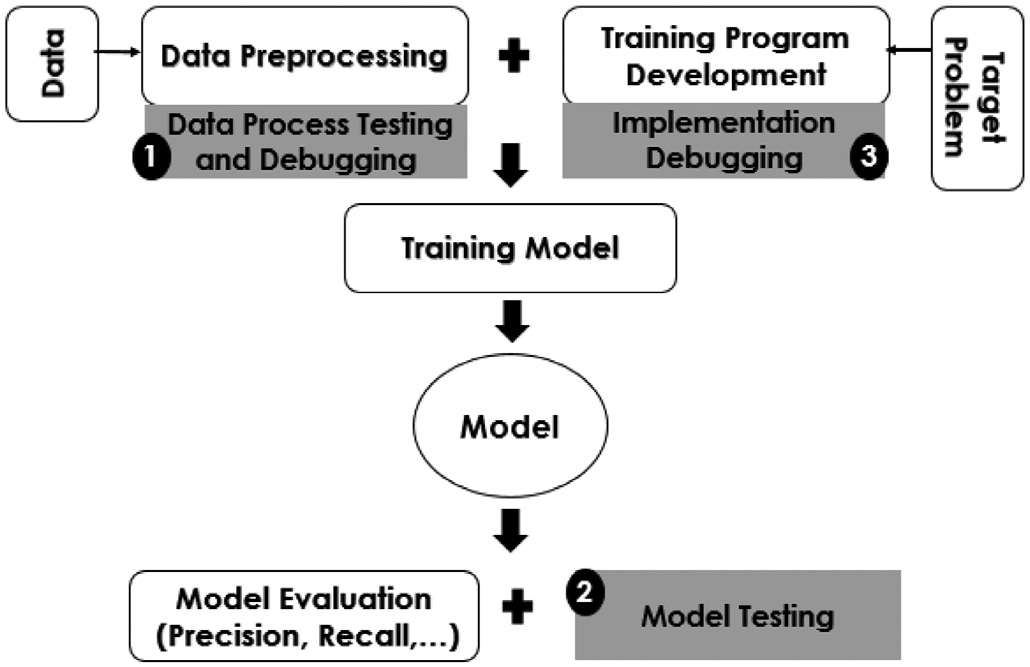 Data
Data Preprocessing
Training Program
Development
Target
Problem
1
Data Process Testing
and Debugging
Implementation
Debugging
3
Training Model
Model
Model Evaluation
(Precision, Recall,...)
2
Model Testing